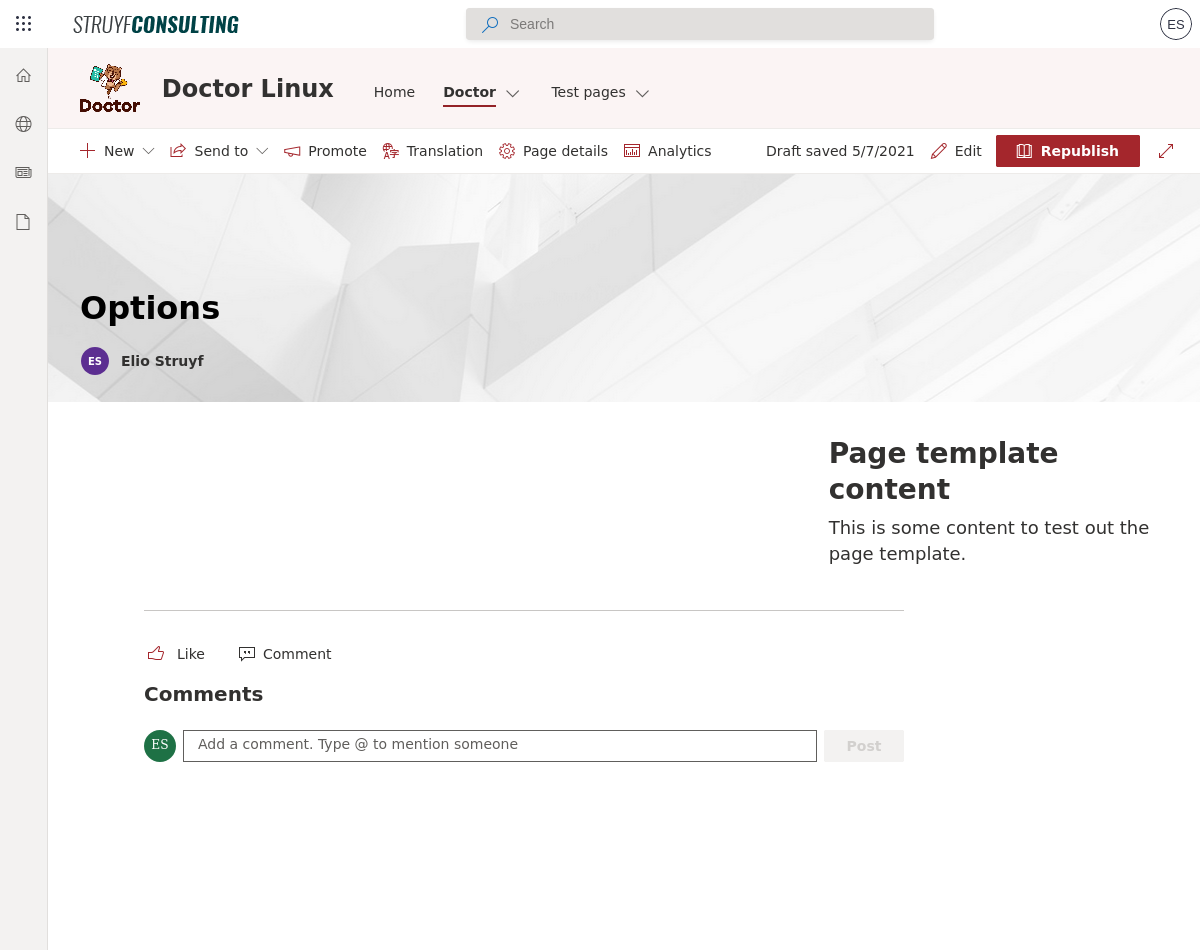 STRUYFCONSULTING
Search
ES
Doctor
Doctor Linux
Home
Doctor
Test pages
New
Send to
Promote
Translation
Page details
Analytics
Draft saved 5/7/2021
Edit
Republish
Options
ES
Elio Struyf
Page template
content
This is some content to test out the
page template.
Like
Comment
Comments
ES
Add a comment. Type @ to mention someone
Post